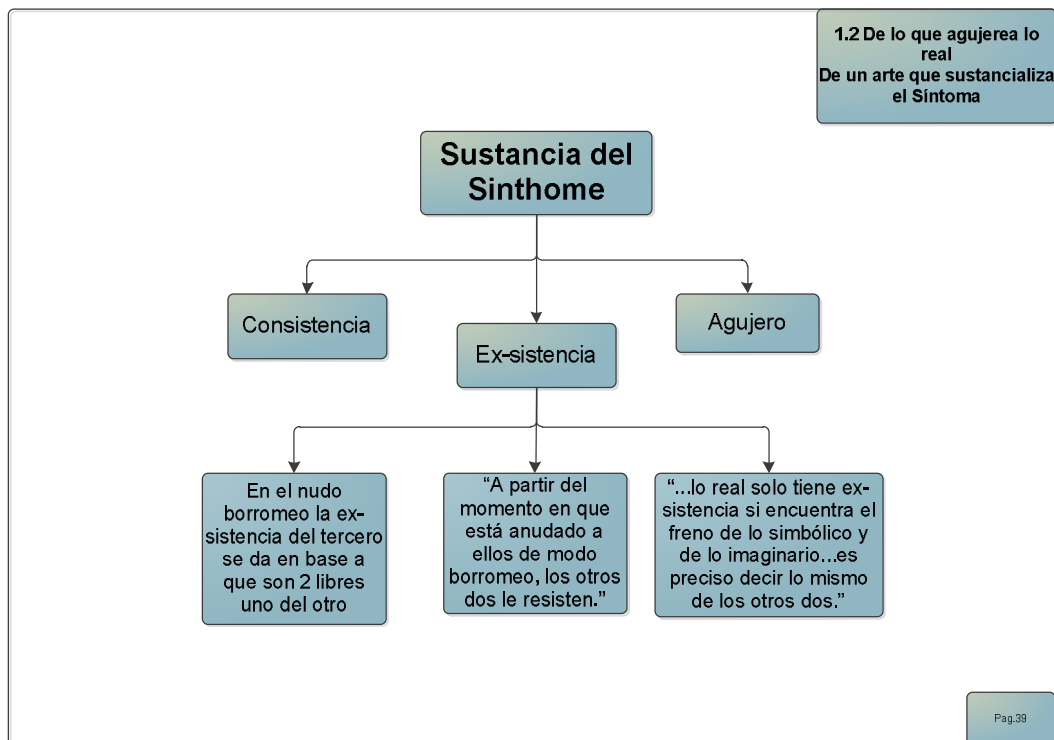 1.2 De lo que agujerea lo
real
De un arte que sustancializa
el Síntoma
Sustancia del
Sinthome
Consistencia
Ex-sistencia
Agujero
En el nudo
borromeo la ex-
sistencia del tercero
se da en base a
que son 2 libres
uno del otro
“A partir del
momento en que
está anudado a
ellos de modo
borromeo, los otros
dos le resisten.”
“...lo real solo tiene ex-
sistencia si encuentra el
freno de lo simbólico y
de lo imaginario...es
preciso decir lo mismo
de los otros dos.”
Pag.39